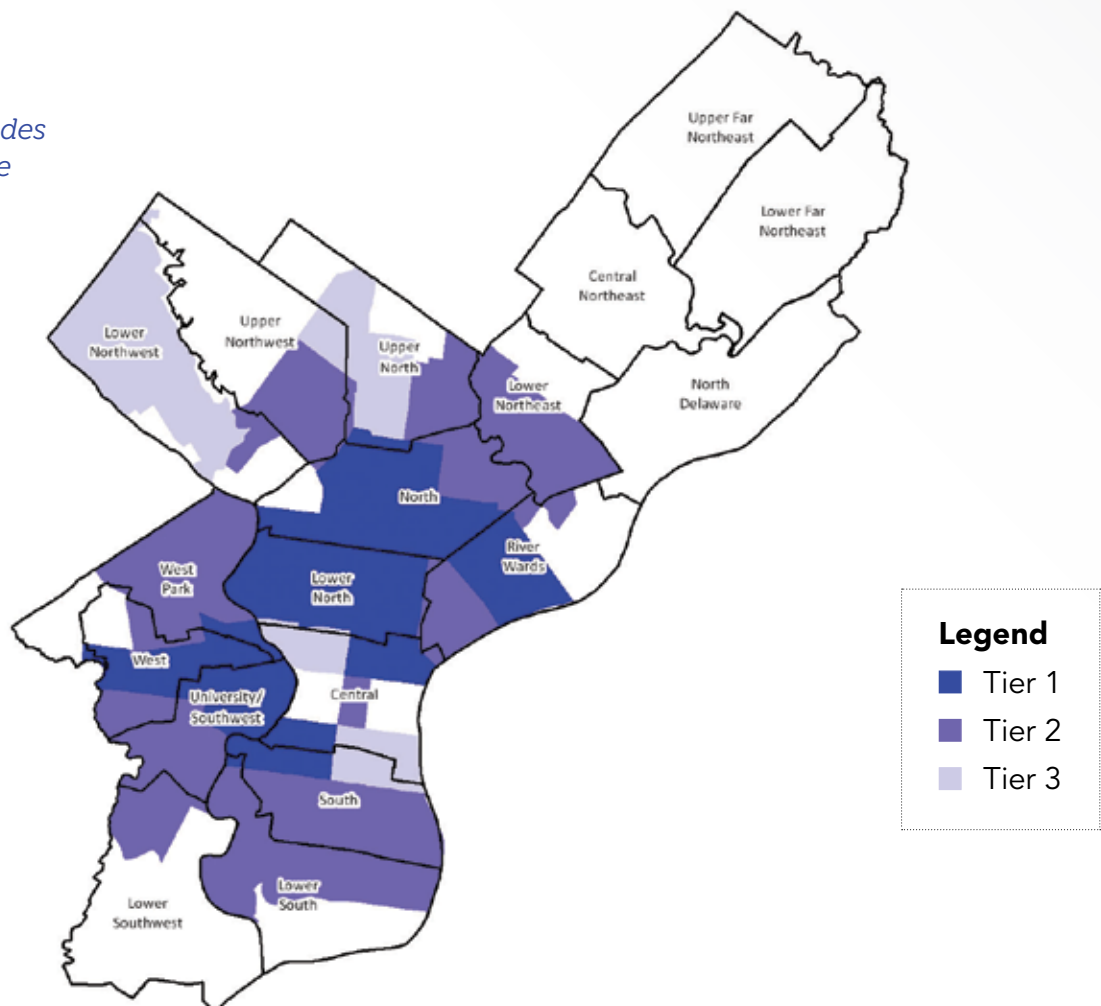 des
e
Upper Far
Northeast
Lower Far
Northeast
Central
Northeast
Lower
Northwest
Upper
Northwest
Upper
North
Lower
Northeast
North
Delaware
North
River
Wards
West
Park
Lower
North
West
University/
Southwest
Central
South
Lower
South
Lower
Southwest
Legend
Tier 1
Tier 2
Tier 3